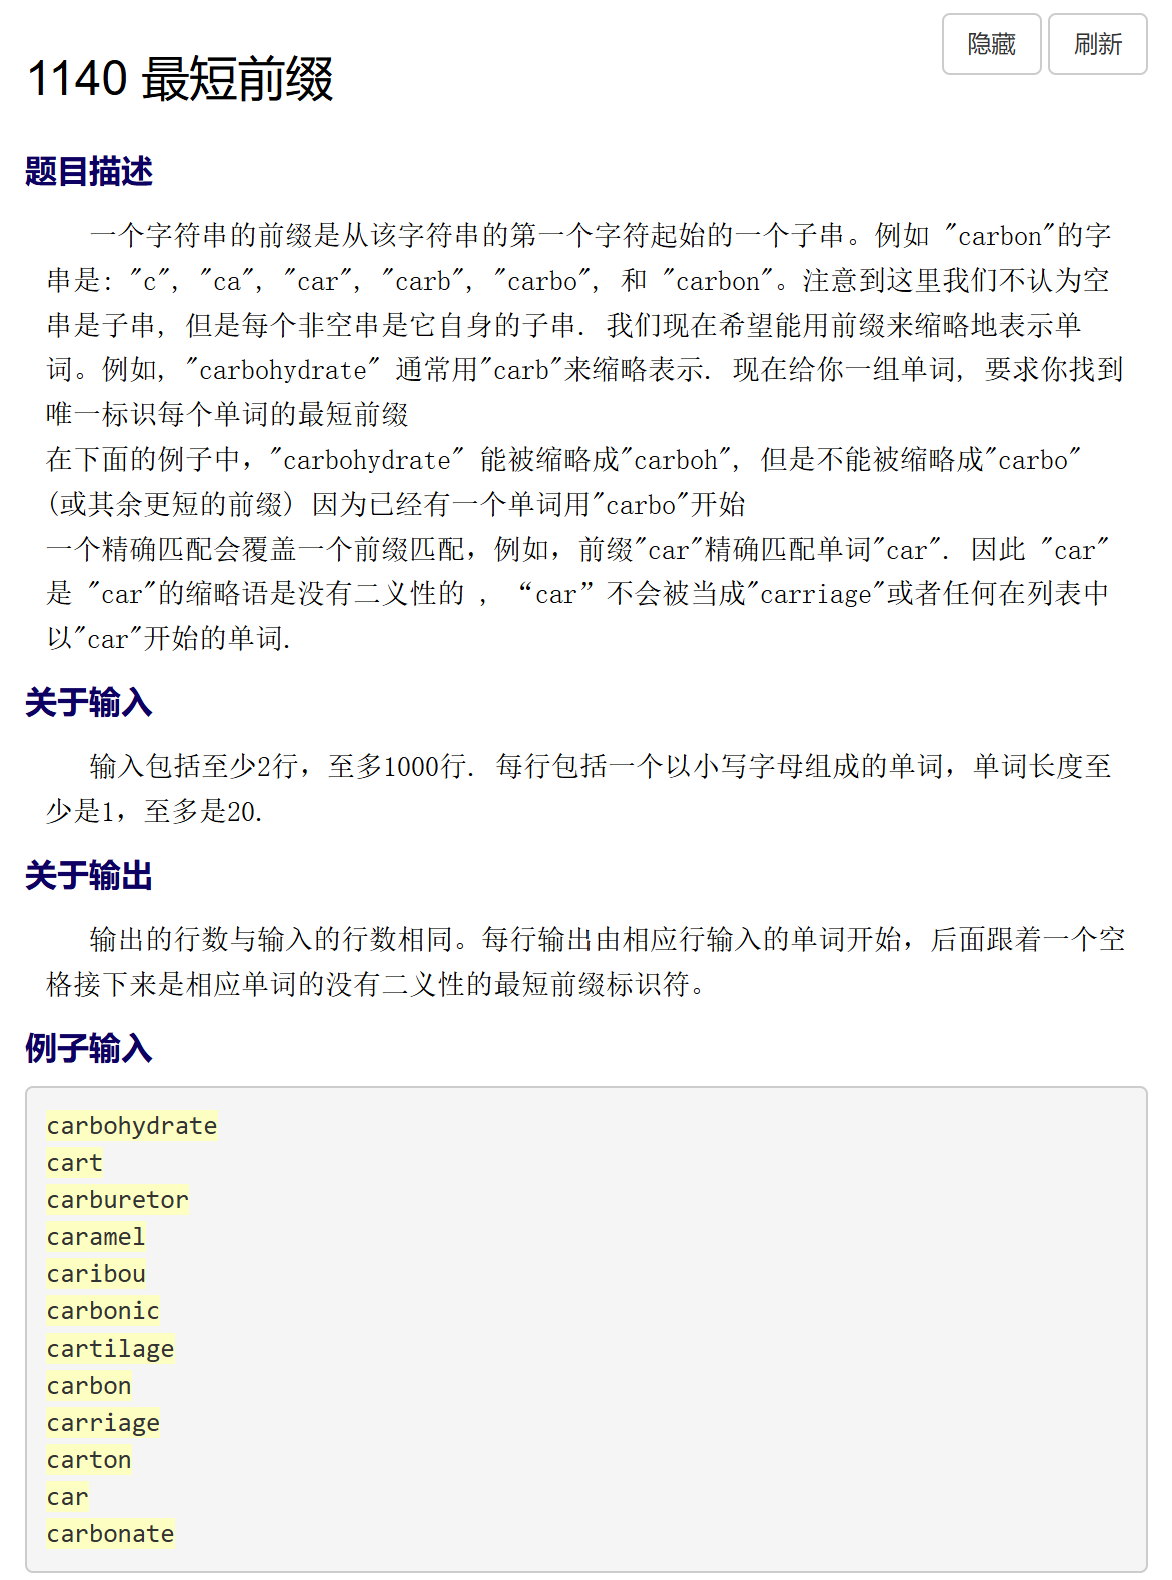 隐藏 刷新
1140 最短前缀
题目描述
一个字符串的前缀是从该字符串的第一个字符起始的一个子串。例如 "carbon"的字
串是: "c", "ca", "car", "carb", "carbo", 和 "carbon"。注意到这里我们不认为空
串是子串, 但是每个非空串是它自身的子串. 我们现在希望能用前缀来缩略地表示单
词。例如, "carbohydrate" 通常用"carb"来缩略表示. 现在给你一组单词, 要求你找到
唯一标识每个单词的最短前缀
在下面的例子中，"carbohydrate" 能被缩略成"carboh", 但是不能被缩略成"carbo"
(或其余更短的前缀) 因为已经有一个单词用"carbo"开始
一个精确匹配会覆盖一个前缀匹配，例如，前缀"car"精确匹配单词"car". 因此 "car"
是 "car"的缩略语是没有二义性的 , “car”不会被当成"carriage"或者任何在列表中
以"car"开始的单词.
关于输入
输入包括至少2行，至多1000行. 每行包括一个以小写字母组成的单词，单词长度至
少是1，至多是20.
关于输出
输出的行数与输入的行数相同。每行输出由相应行输入的单词开始，后面跟着一个空
格接下来是相应单词的没有二义性的最短前缀标识符。
例子输入
carbohydrate
cart
carburetor
caramel
caribou
carbonic
cartilage
carbon
carriage
carton
car
carbonate